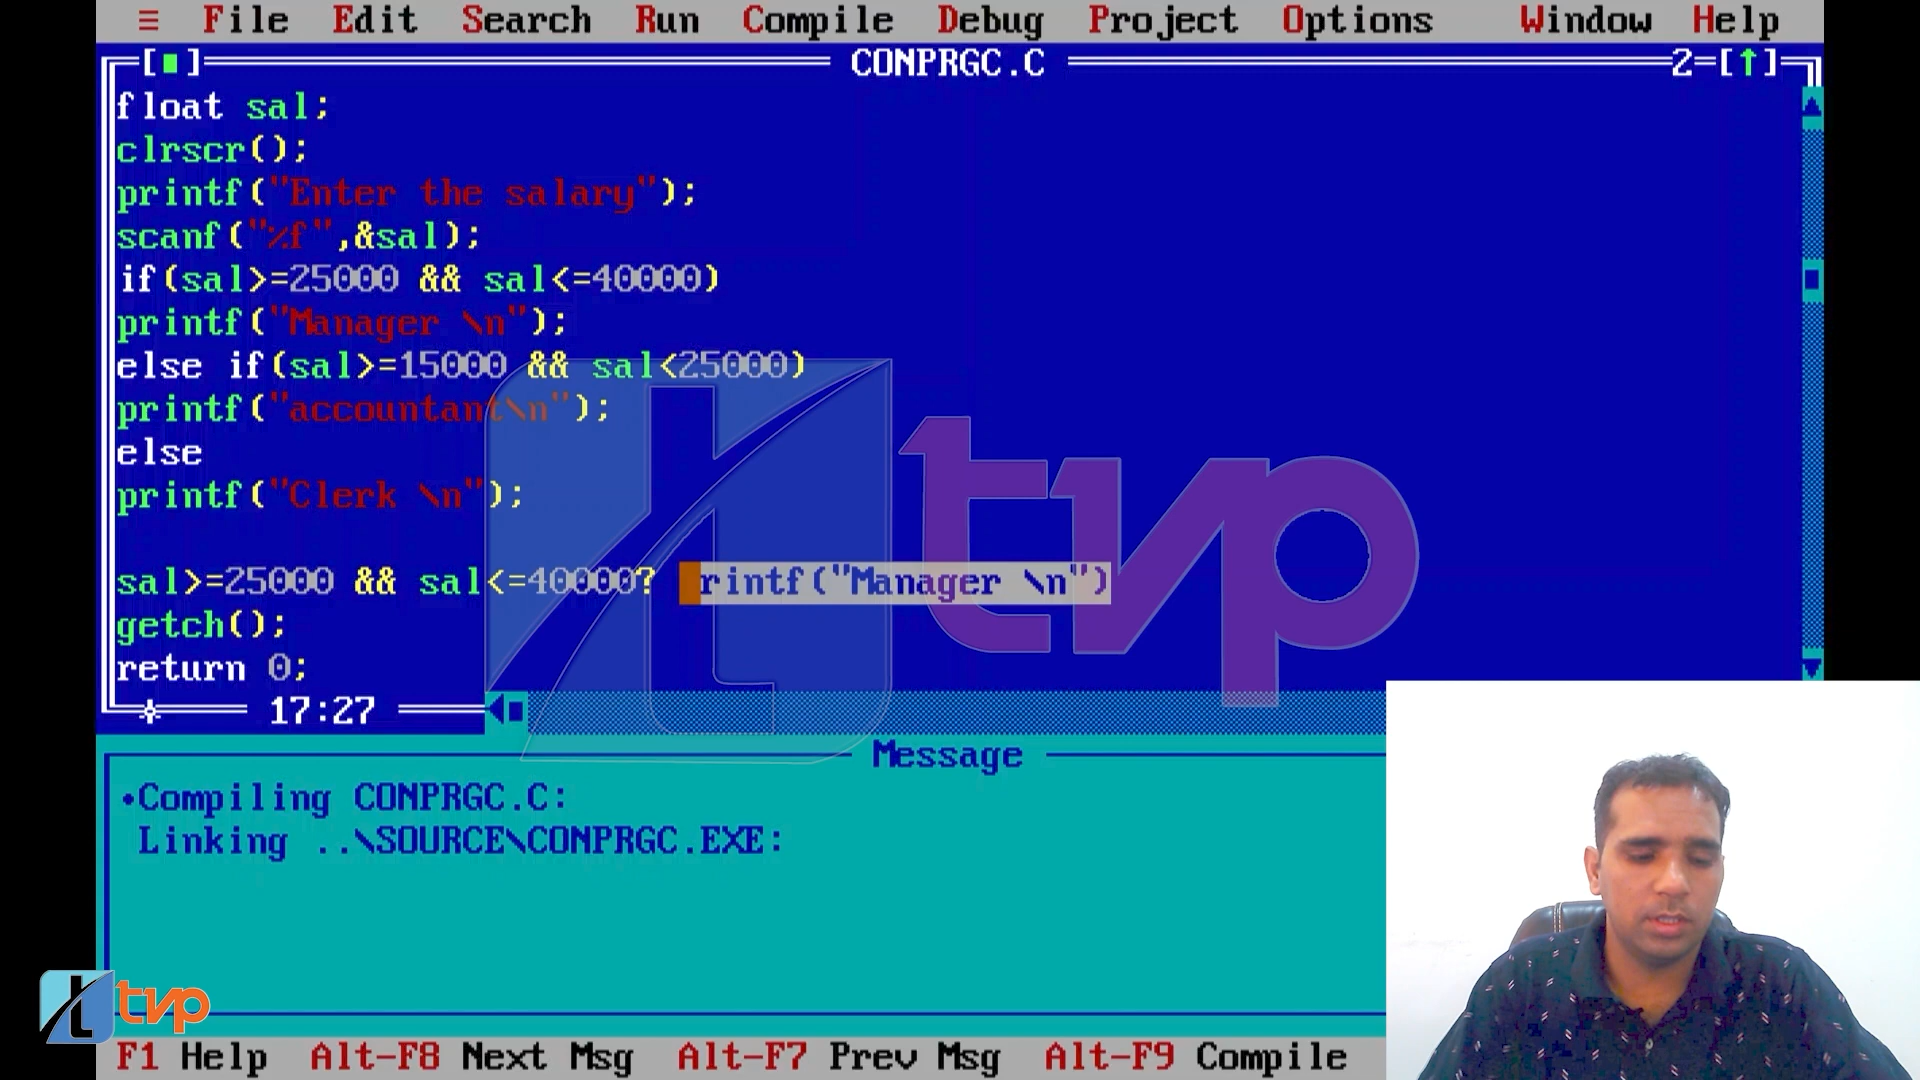 ≡ File Edit Search Run Compile Debug Project Options Window Help
[■] CONPRGC.C 2=[↑]
float sal;
clrscr();
printf("Enter the salary");
scanf("%f",&sal);
if(sal>=25000 && sal<=40000)
printf("Manager \n");
else if(sal>=15000 && sal<25000)
printf("accountant\n");
else
printf("Clerk \n");
sal>=25000 && sal<=40000? printf("Manager \n")
getch();
return 0;
17:27
tvp
Message
•Compiling CONPRGC.C:
Linking ..\SOURCE\CONPRGC.EXE:
tvp
F1 Help Alt-F8 Next Msg Alt-F7 Prev Msg Alt-F9 Compile